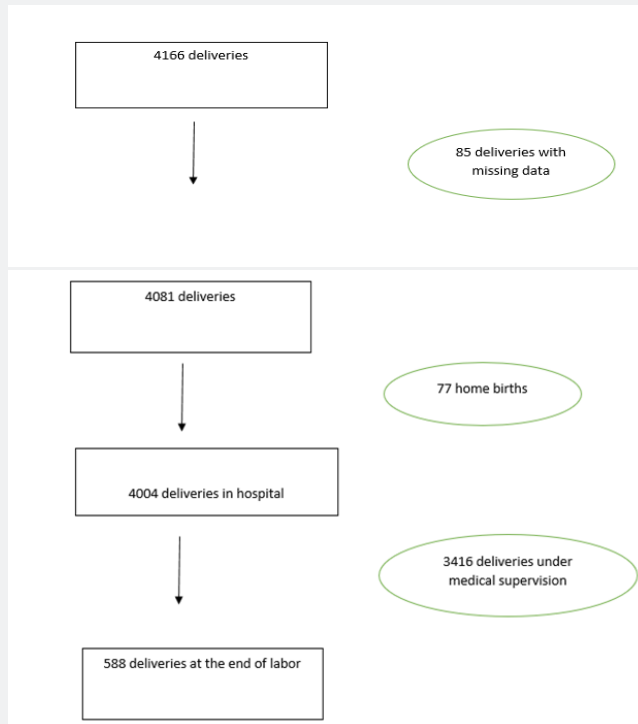 4166 deliveries
85 deliveries with
missing data
4081 deliveries
77 home births
4004 deliveries in hospital
3416 deliveries under
medical supervision
588 deliveries at the end of labor